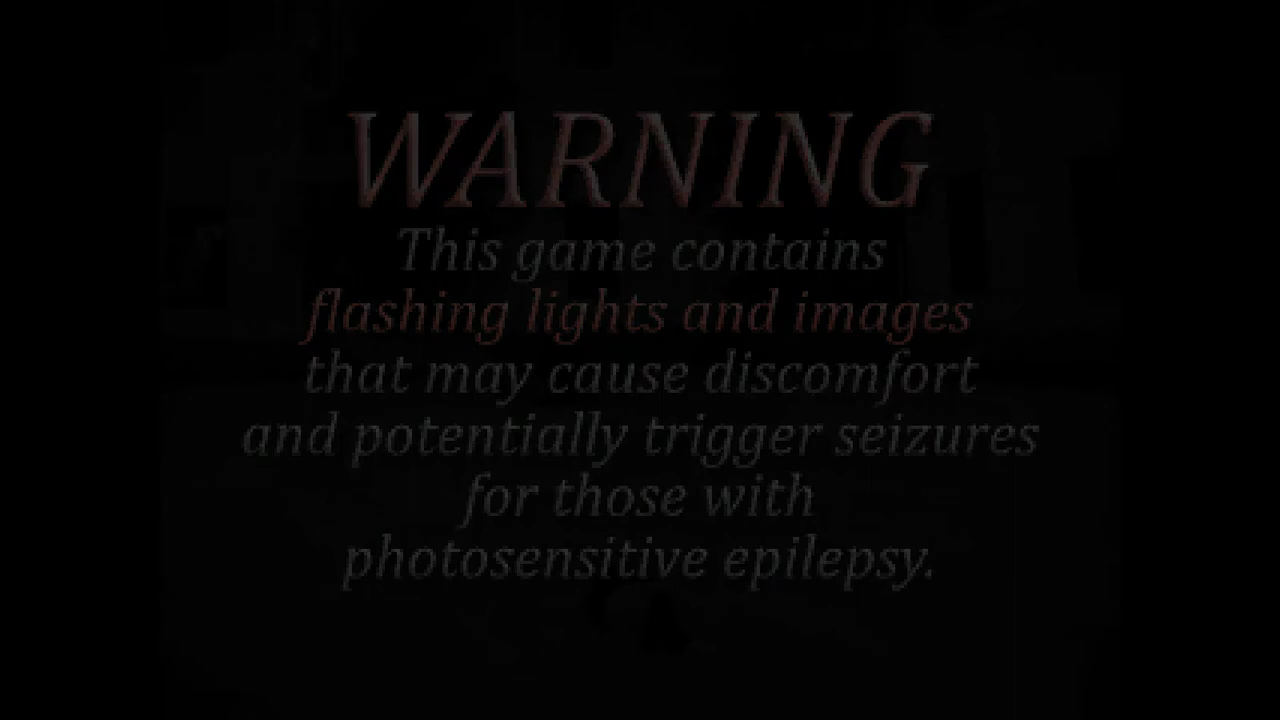 WARNING
This game contains
flashing lights and images
that may cause discomfort
and potentially trigger seizures
for those with
photosensitive epilepsy.